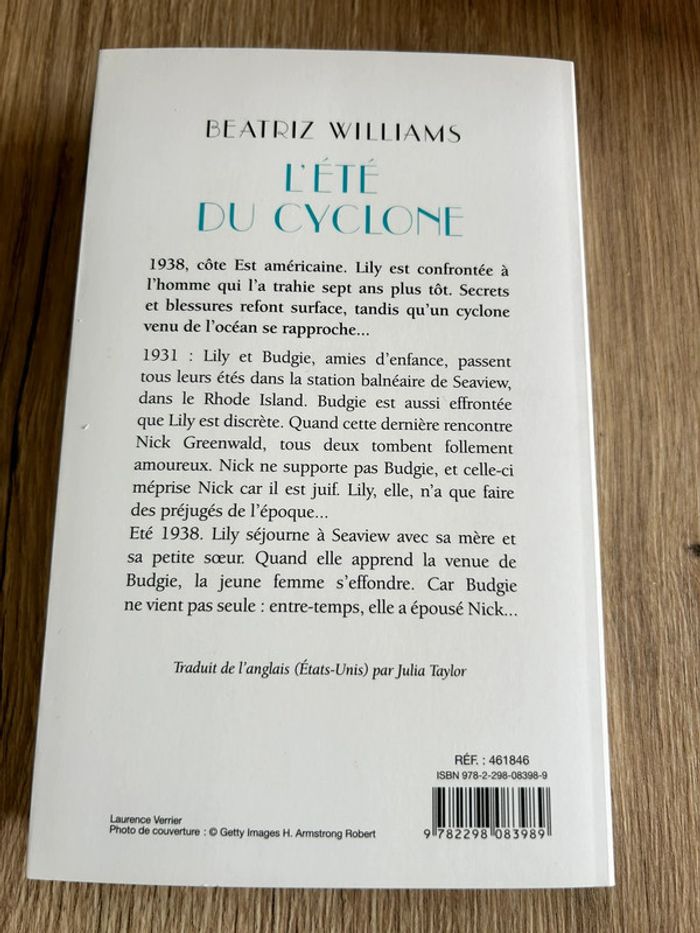 BEATRIZ WILLIAMS
L'ÉTÉ
DU CYCLONE
1938, côte Est américaine. Lily est confrontée à
l'homme qui l'a trahie sept ans plus tôt. Secrets
et blessures refont surface, tandis qu'un cyclone
venu de l'océan se rapproche...
1931 : Lily et Budgie, amies d'enfance, passent
tous leurs étés dans la station balnéaire de Seaview,
dans le Rhode Island. Budgie est aussi effrontée
que Lily est discrète. Quand cette dernière rencontre
Nick Greenwald, tous deux tombent follement
amoureux. Nick ne supporte pas Budgie, et celle-ci
méprise Nick car il est juif. Lily, elle, n'a que faire
des préjugés de l'époque...
Eté 1938. Lily séjourne à Seaview avec sa mère et
sa petite sœur. Quand elle apprend la venue de
Budgie, la jeune femme s'effondre. Car Budgie
ne vient pas seule : entre-temps, elle a épousé Nick...
Traduit de l'anglais (États-Unis) par Julia Taylor
RÉF. : 461846
ISBN 978-2-298-08398-9
9 782298 083989
Laurence Verrier
Photo de couverture : © Getty Images H. Armstrong Robert